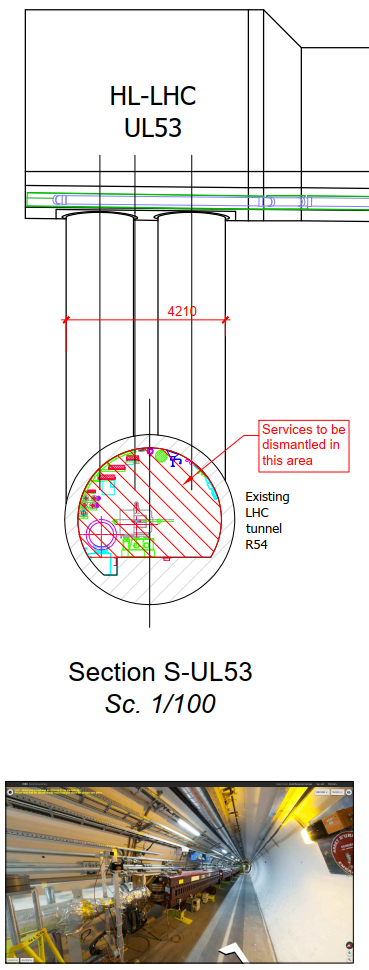 HL-LHC
UL53
4210
Services to be
dismantled in
this area
Existing
LHC
tunnel
R54
Section S-UL53
Sc. 1/100